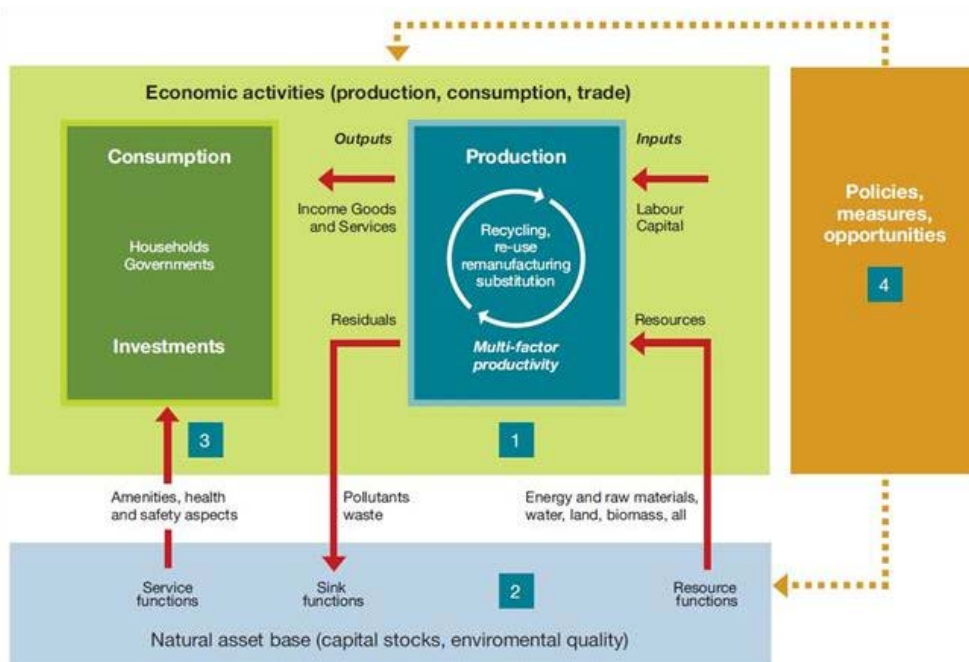 Economic activities (production, consumption, trade)
Consumption
Households
Governments
Investments
3
Outputs
Income Goods
and Services
Residuals
Production
Recycling,
re-use
remanufacturing
substitution
Multi-factor
productivity
1
Inputs
Labour
Capital
Resources
Policies,
measures,
opportunities
4
Amenities, health
and safety aspects
Pollutants
waste
Energy and raw materials,
water, land, biomass, all
Service
functions
Sink
functions
2
Resource
functions
Natural asset base (capital stocks, enviromental quality)